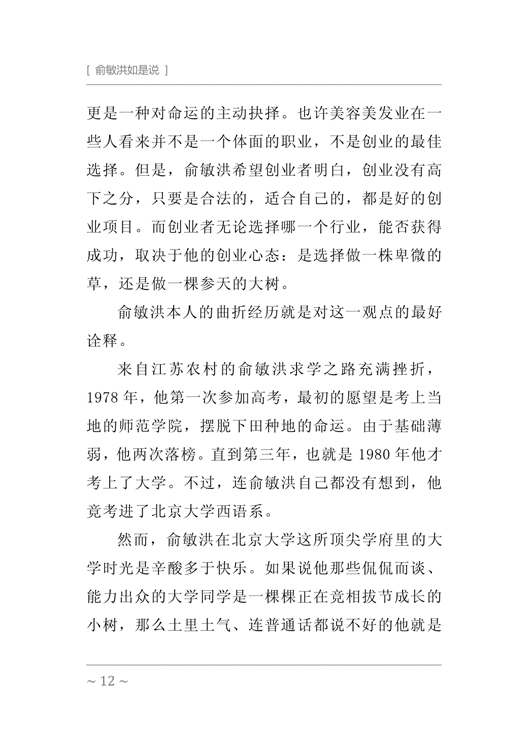 [ 俞敏洪如是说 ]
更是一种对命运的主动抉择。也许美容美发业在一
些人看来并不是一个体面的职业，不是创业的最佳
选择。但是，俞敏洪希望创业者明白，创业没有高
下之分，只要是合法的，适合自己的，都是好的创
业项目。而创业者无论选择哪一个行业，能否获得
成功，取决于他的创业心态：是选择做一株卑微的
草，还是做一棵参天的大树。
俞敏洪本人的曲折经历就是对这一观点的最好
诠释。
来自江苏农村的俞敏洪求学之路充满挫折，
1978 年，他第一次参加高考，最初的愿望是考上当
地的师范学院，摆脱下田种地的命运。由于基础薄
弱，他两次落榜。直到第三年，也就是 1980 年他才
考上了大学。不过，连俞敏洪自己都没有想到，他
竟考进了北京大学西语系。
然而，俞敏洪在北京大学这所顶尖学府里的大
学时光是辛酸多于快乐。如果说他那些侃侃而谈、
能力出众的大学同学是一棵棵正在竞相拔节成长的
小树，那么土里土气、连普通话都说不好的他就是
~ 12 ~